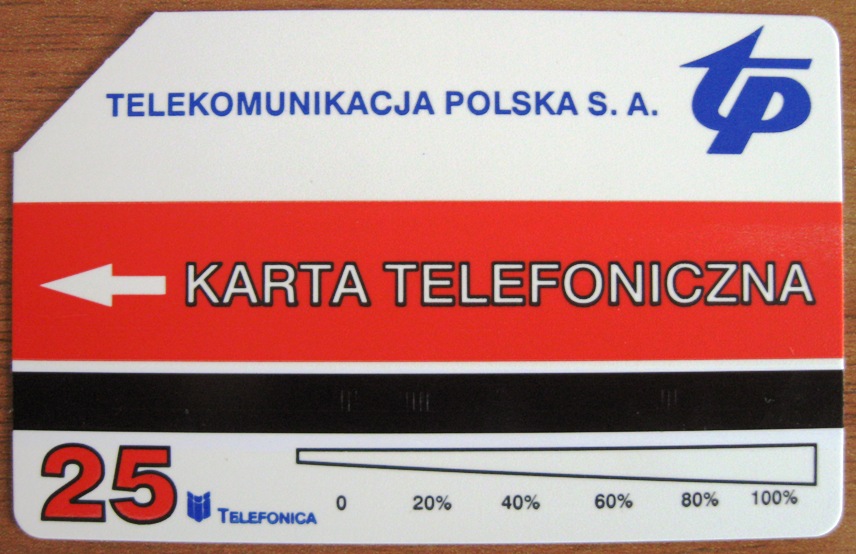 TELEKOMUNIKACJA POLSKA S. A.
tp
KARTA TELEFONICZNA
25
TELEFONICA
0 20% 40% 60% 80% 100%